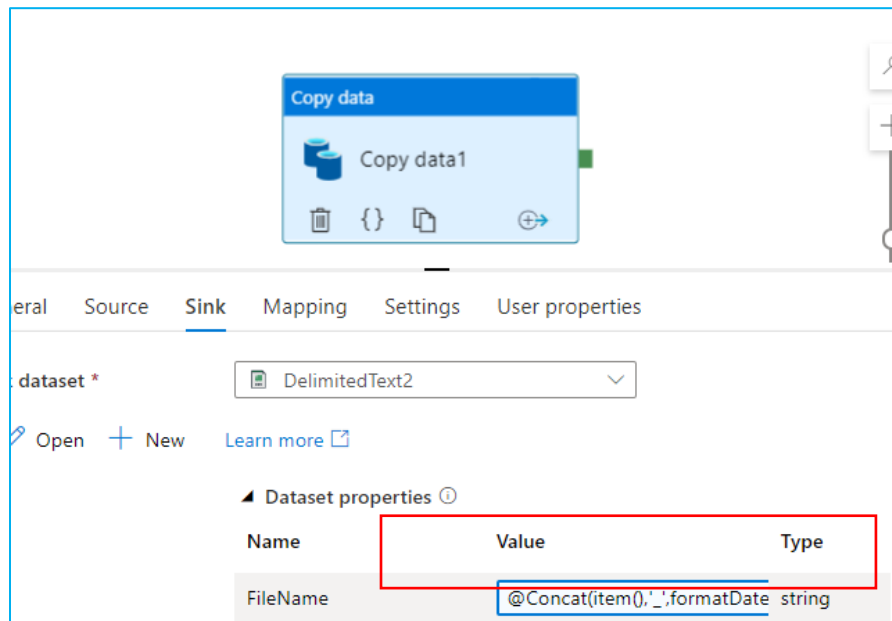 Copy data
Copy data1
{}
eral Source Sink Mapping Settings User properties
dataset * DelimitedText2
Open + New Learn more
Dataset properties
Name Value Type
FileName @Concat(item(),'_',formatDate string